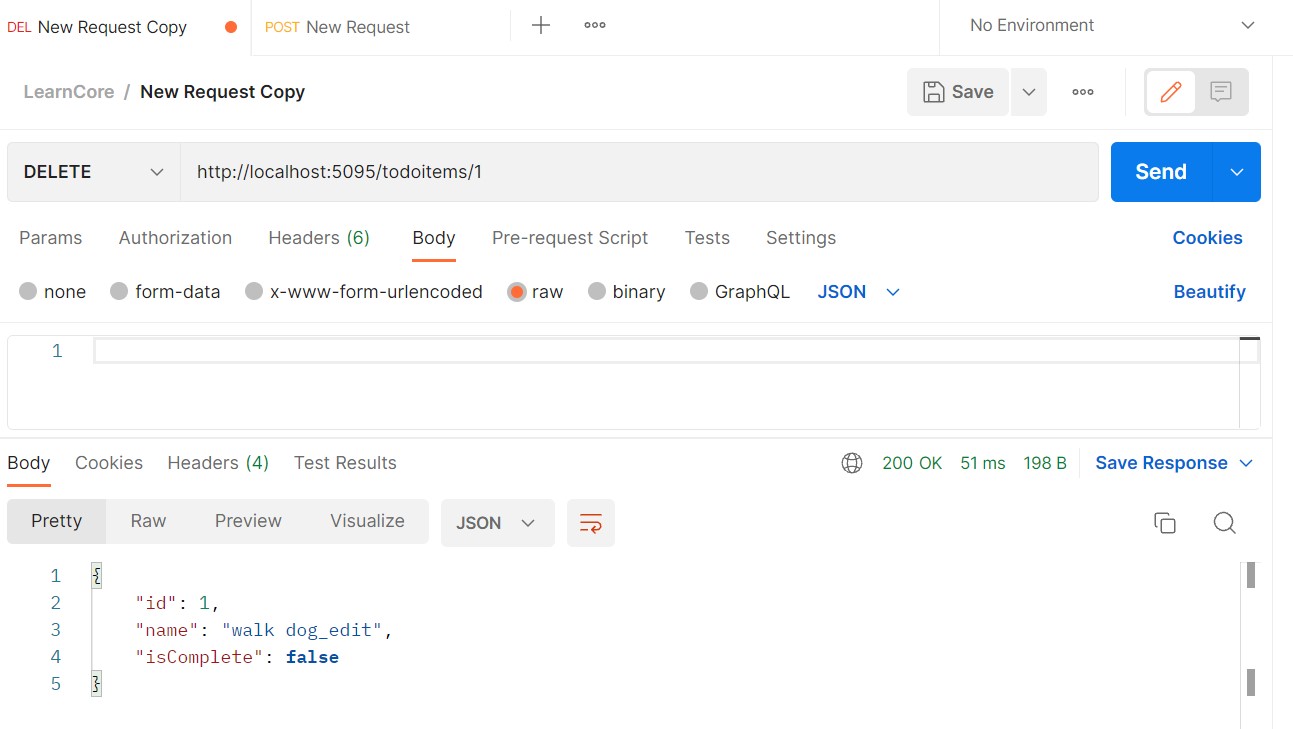 DEL New Request Copy POST New Request No Environment
LearnCore / New Request Copy Save
DELETE http://localhost:5095/todoitems/1 Send
Params Authorization Headers (6) Body Pre-request Script Tests Settings Cookies
none form-data x-www-form-urlencoded raw binary GraphQL JSON Beautify
1
Body Cookies Headers (4) Test Results 200 OK 51 ms 198 B Save Response
Pretty Raw Preview Visualize JSON
1 {
2 "id": 1,
3 "name": "walk dog_edit",
4 "isComplete": false
5 }